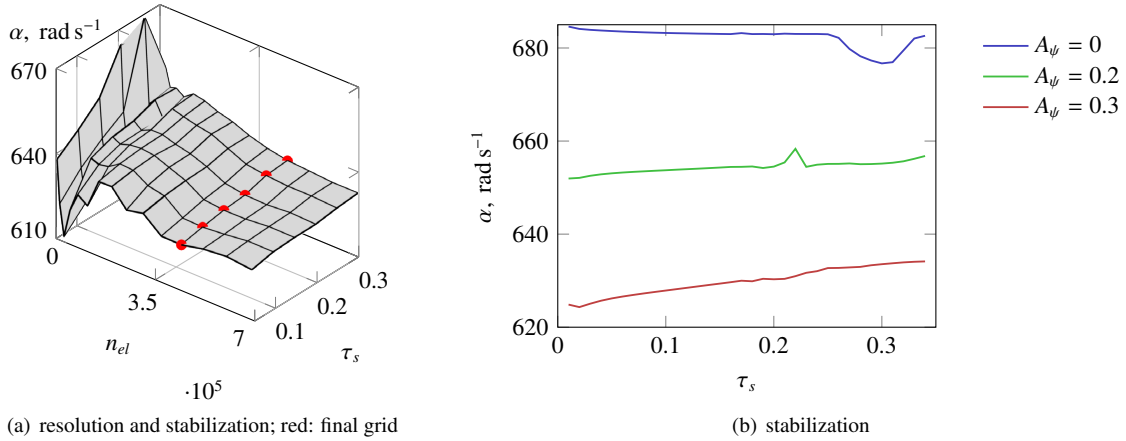 α, rad s⁻¹
670
640
610
0
3.5
7
n_el
·10⁵
0.1
0.2
0.3
τ_s
(a) resolution and stabilization; red: final grid
680
660
640
620
α, rad s⁻¹
0
0.1
0.2
0.3
τ_s
A_ψ = 0
A_ψ = 0.2
A_ψ = 0.3
(b) stabilization